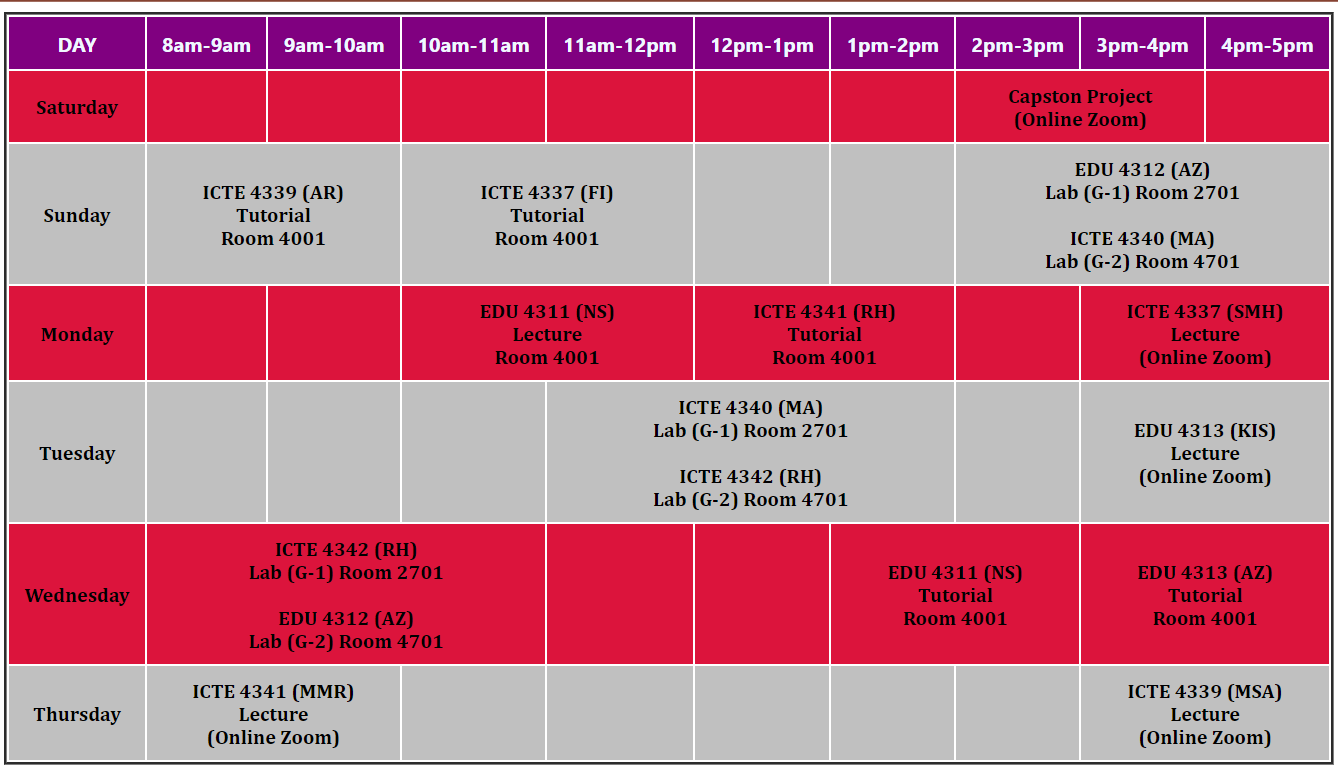 DAY 8am-9am 9am-10am 10am-11am 11am-12pm 12pm-1pm 1pm-2pm 2pm-3pm 3pm-4pm 4pm-5pm
Saturday
Capston Project
(Online Zoom)
Sunday
ICTE 4339 (AR)
Tutorial
Room 4001
ICTE 4337 (FI)
Tutorial
Room 4001
EDU 4312 (AZ)
Lab (G-1) Room 2701
ICTE 4340 (MA)
Lab (G-2) Room 4701
Monday
EDU 4311 (NS)
Lecture
Room 4001
ICTE 4341 (RH)
Tutorial
Room 4001
ICTE 4337 (SMH)
Lecture
(Online Zoom)
Tuesday
ICTE 4340 (MA)
Lab (G-1) Room 2701
ICTE 4342 (RH)
Lab (G-2) Room 4701
EDU 4313 (KIS)
Lecture
(Online Zoom)
Wednesday
ICTE 4342 (RH)
Lab (G-1) Room 2701
EDU 4312 (AZ)
Lab (G-2) Room 4701
EDU 4311 (NS)
Tutorial
Room 4001
EDU 4313 (AZ)
Tutorial
Room 4001
Thursday
ICTE 4341 (MMR)
Lecture
(Online Zoom)
ICTE 4339 (MSA)
Lecture
(Online Zoom)